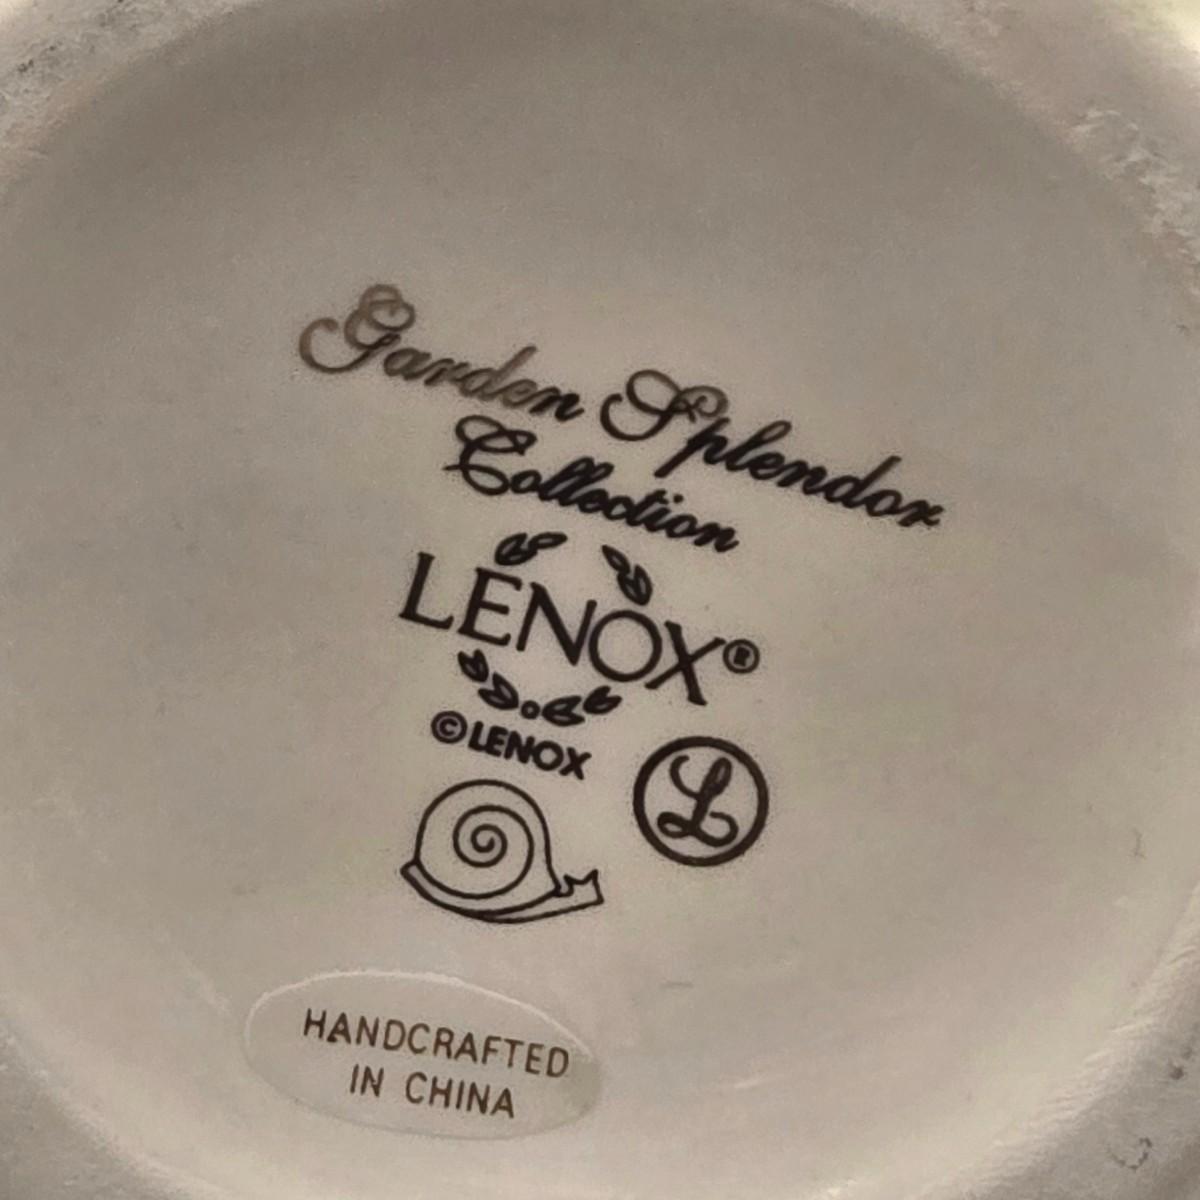 Garden Splendor
Collection
LENOX®
©LENOX
L
HANDCRAFTED
IN CHINA